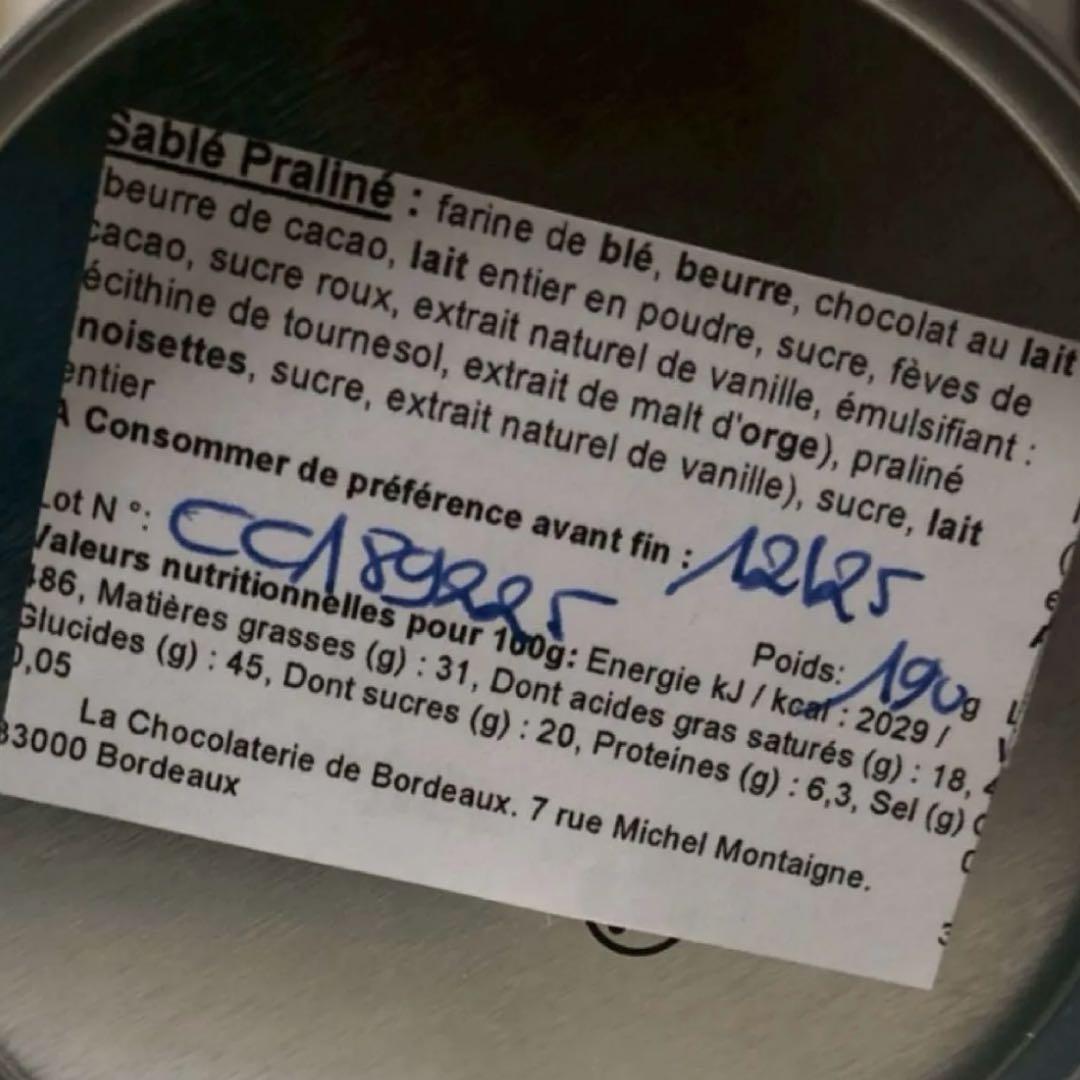 Sablé Praliné : farine de blé, beurre, chocolat au lait
beurre de cacao, lait entier en poudre, sucre, fèves de
cacao, sucre roux, extrait naturel de vanille, émulsifiant :
écithine de tournesol, extrait de malt d'orge), praliné
noisettes, sucre, extrait naturel de vanille), sucre, lait
entier
A Consommer de préférence avant fin : 12/25
Lot N °: CC189225
Poids: 190g
Valeurs nutritionnelles pour 100g: Energie kJ / kcal : 2029 /
486, Matières grasses (g) : 31, Dont acides gras saturés (g) : 18,
Glucides (g) : 45, Dont sucres (g) : 20, Proteines (g) : 6,3, Sel (g)
0,05
La Chocolaterie de Bordeaux. 7 rue Michel Montaigne.
33000 Bordeaux